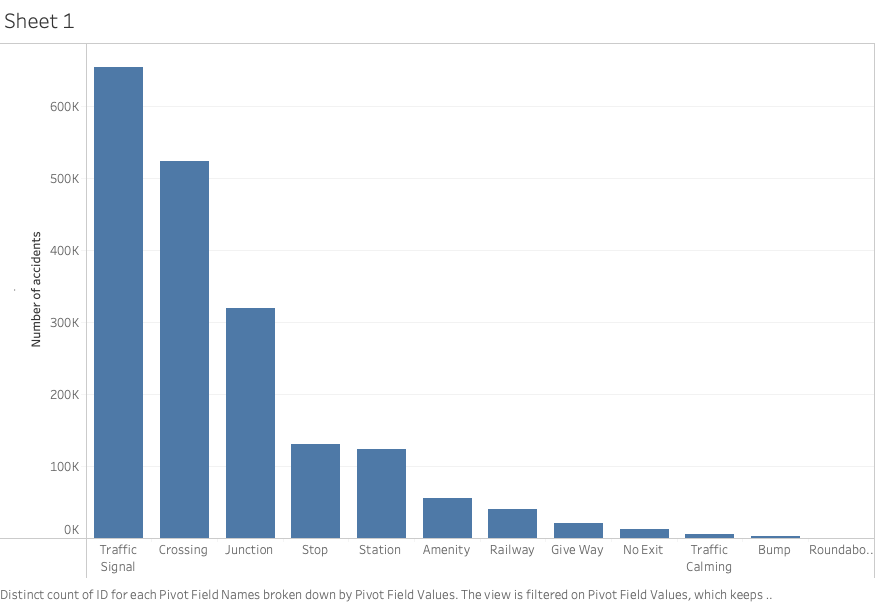 Sheet 1
600K
500K
400K
300K
200K
100K
0K
Number of accidents
Traffic Signal
Crossing
Junction
Stop
Station
Amenity
Railway
Give Way
No Exit
Traffic Calming
Bump
Roundabo..
Distinct count of ID for each Pivot Field Names broken down by Pivot Field Values. The view is filtered on Pivot Field Values, which keeps ..